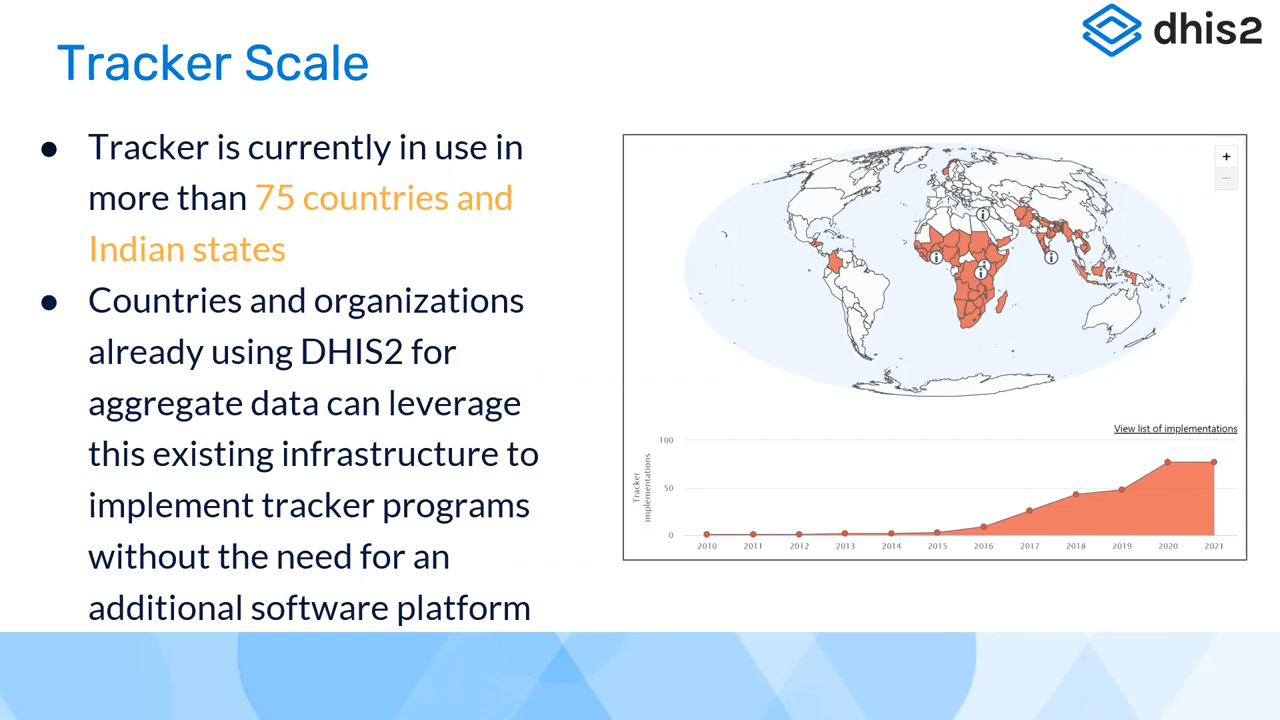 dhis2
Tracker Scale
● Tracker is currently in use in
more than 75 countries and
Indian states
● Countries and organizations
already using DHIS2 for
aggregate data can leverage
this existing infrastructure to
implement tracker programs
without the need for an
additional software platform
+
−
i
i
i
i
i
View list of implementations
Tracker
implementations
100
50
0
2010 2011 2012 2013 2014 2015 2016 2017 2018 2019 2020 2021